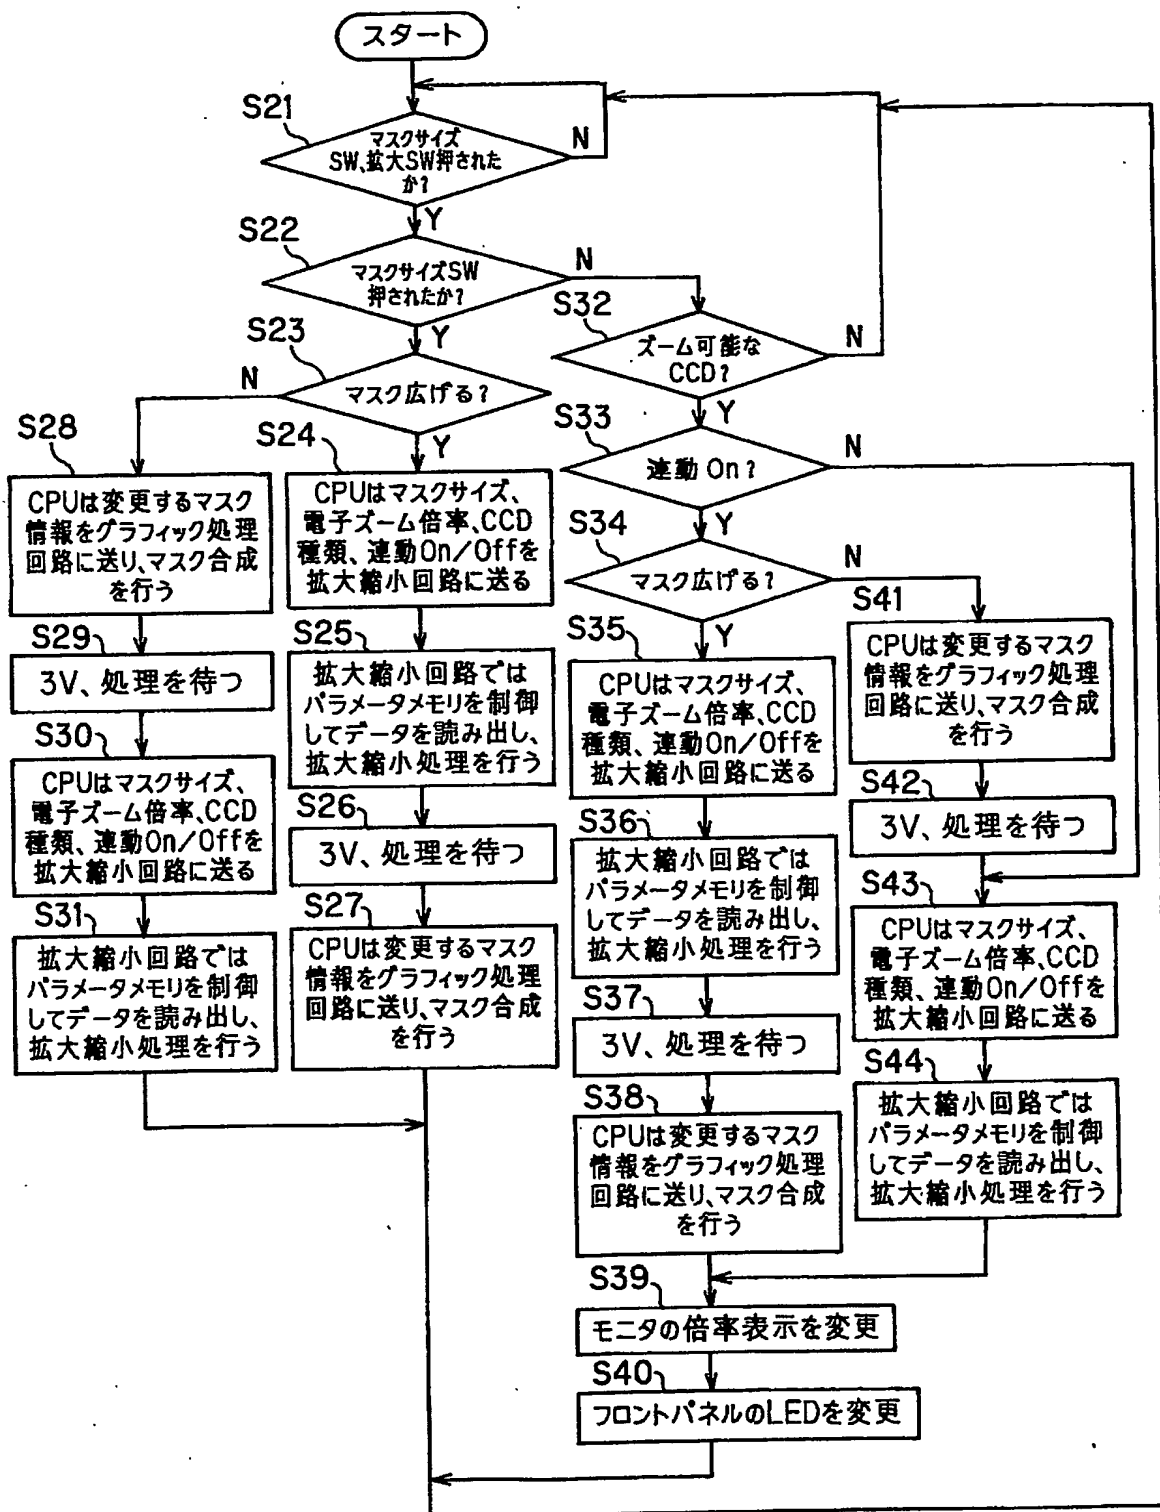 スタート
S21
マスクサイズ
SW、拡大SW押された
か?
N
Y
S22
マスクサイズSW
押されたか?
N
Y
S32
ズーム可能な
CCD?
N
Y
S23
マスク広げる?
N
Y
S33
連動 On?
N
Y
S34
マスク広げる?
N
Y
S28
CPUは変更するマスク
情報をグラフィック処理
回路に送り、マスク合成
を行う
S29
3V、処理を待つ
S30
CPUはマスクサイズ、
電子ズーム倍率、CCD
種類、連動On/Offを
拡大縮小回路に送る
S31
拡大縮小回路では
パラメータメモリを制御
してデータを読み出し、
拡大縮小処理を行う
S24
CPUはマスクサイズ、
電子ズーム倍率、CCD
種類、連動On/Offを
拡大縮小回路に送る
S25
拡大縮小回路では
パラメータメモリを制御
してデータを読み出し、
拡大縮小処理を行う
S26
3V、処理を待つ
S27
CPUは変更するマスク
情報をグラフィック処理
回路に送り、マスク合成
を行う
S35
CPUはマスクサイズ、
電子ズーム倍率、CCD
種類、連動On/Offを
拡大縮小回路に送る
S36
拡大縮小回路では
パラメータメモリを制御
してデータを読み出し、
拡大縮小処理を行う
S37
3V、処理を待つ
S38
CPUは変更するマスク
情報をグラフィック処理
回路に送り、マスク合成
を行う
S41
CPUは変更するマスク
情報をグラフィック処理
回路に送り、マスク合成
を行う
S42
3V、処理を待つ
S43
CPUはマスクサイズ、
電子ズーム倍率、CCD
種類、連動On/Offを
拡大縮小回路に送る
S44
拡大縮小回路では
パラメータメモリを制御
してデータを読み出し、
拡大縮小処理を行う
S39
モニタの倍率表示を変更
S40
フロントパネルのLEDを変更